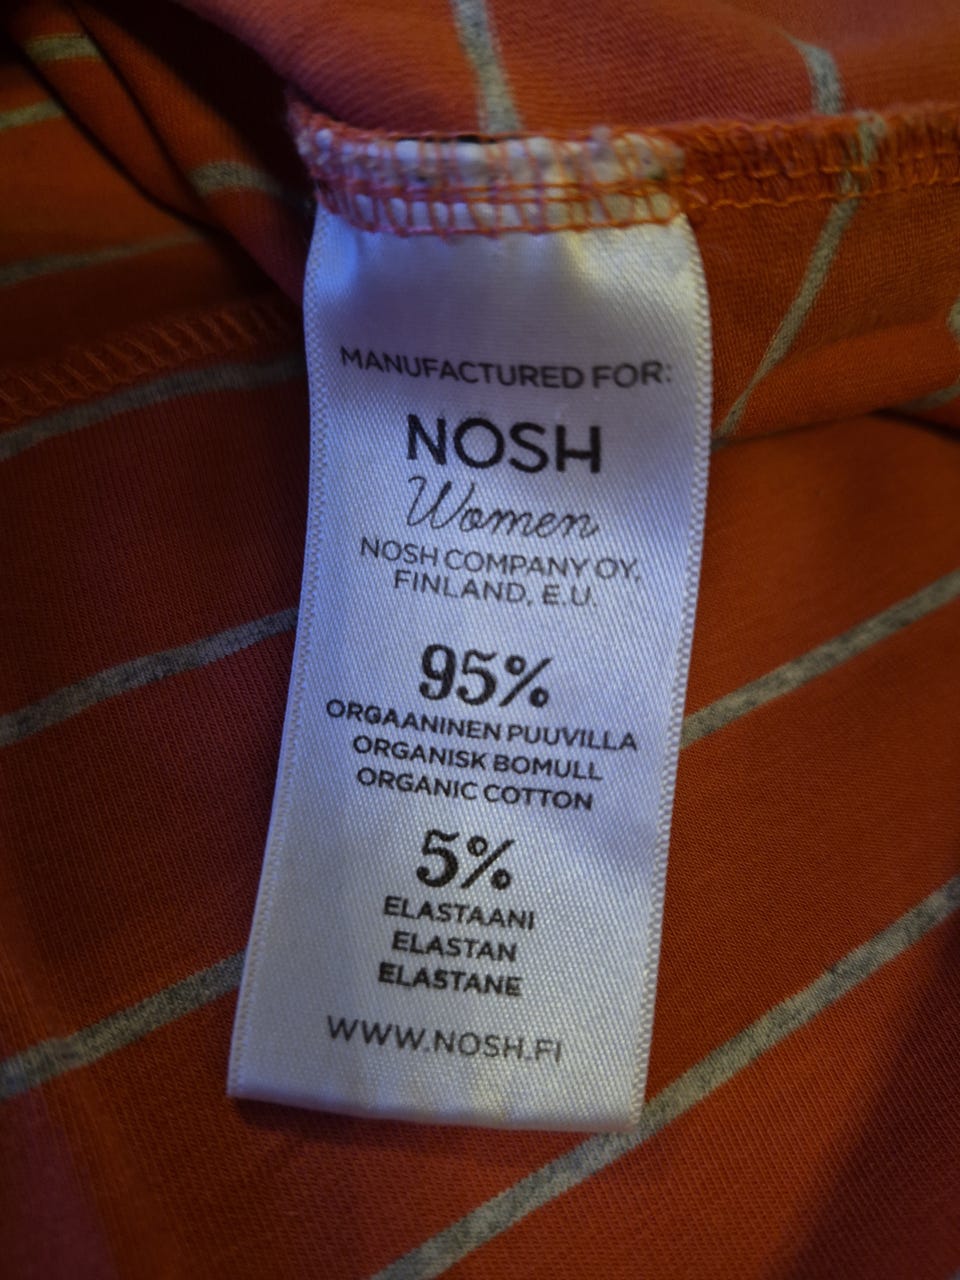 MANUFACTURED FOR:
NOSH
Women
NOSH COMPANY OY,
FINLAND, E.U.
95%
ORGAANINEN PUUVILLA
ORGANISK BOMULL
ORGANIC COTTON
5%
ELASTAANI
ELASTAN
ELASTANE
WWW.NOSH.FI